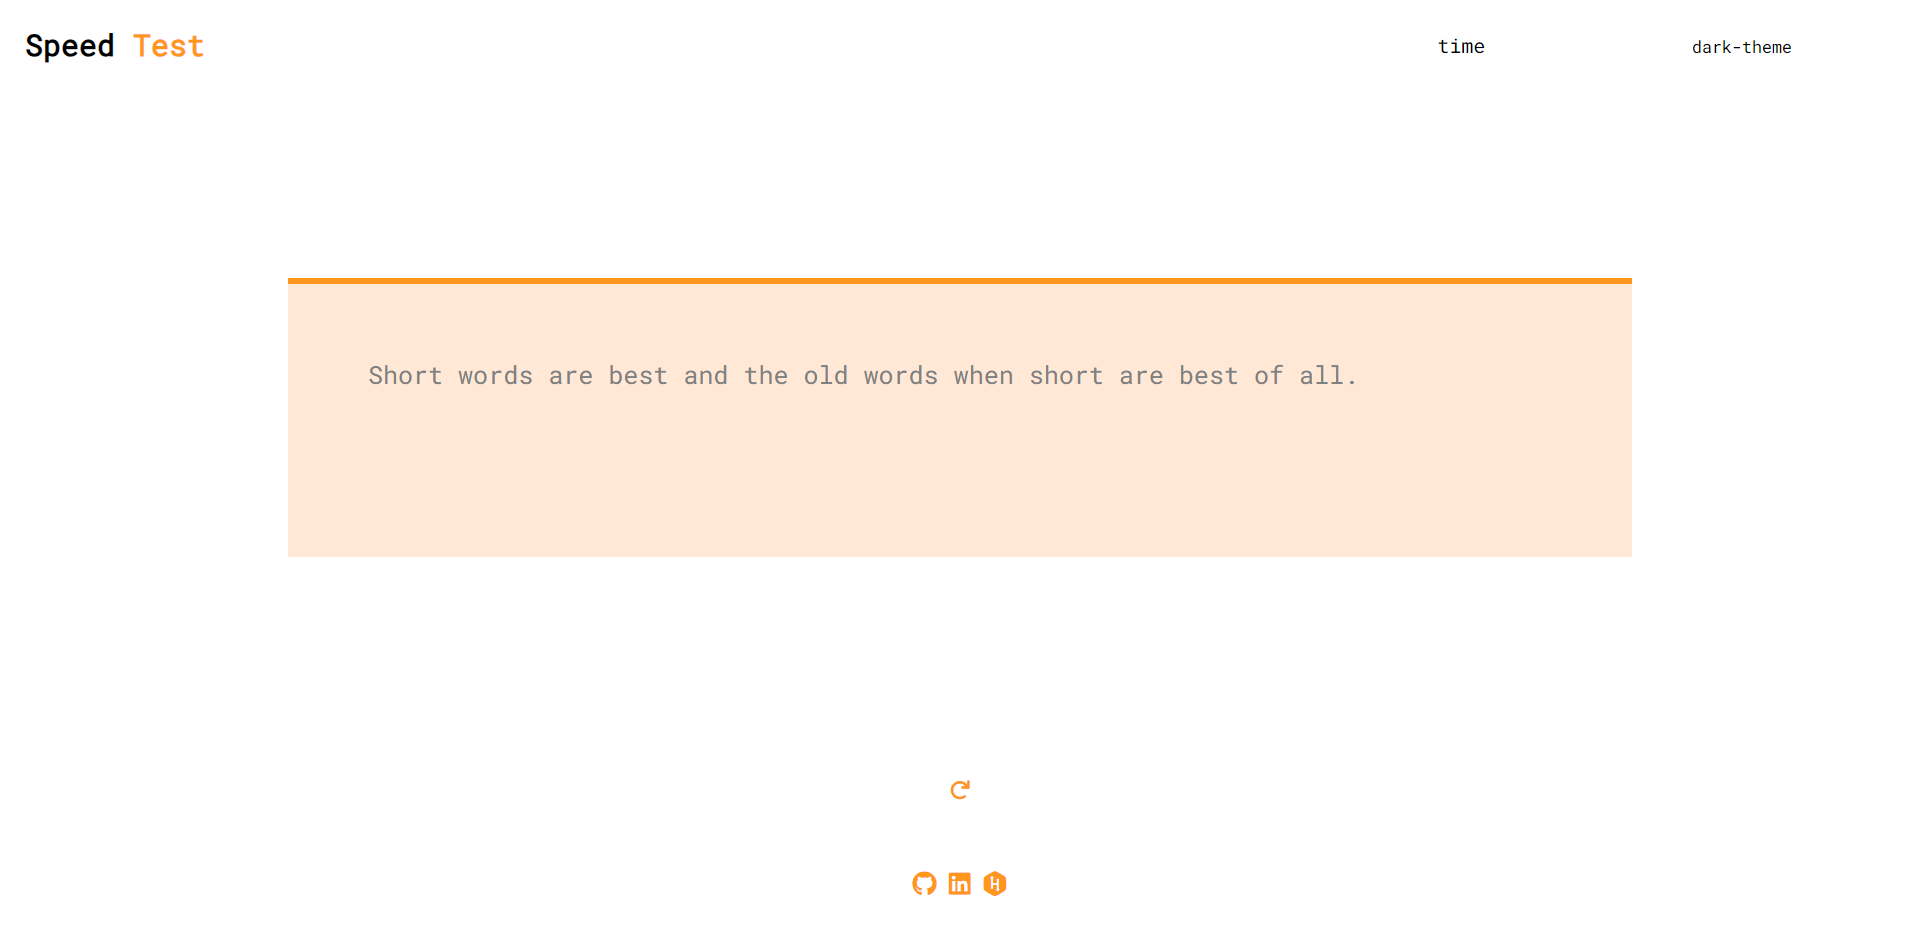 Speed Test
time
dark-theme
Short words are best and the old words when short are best of all.